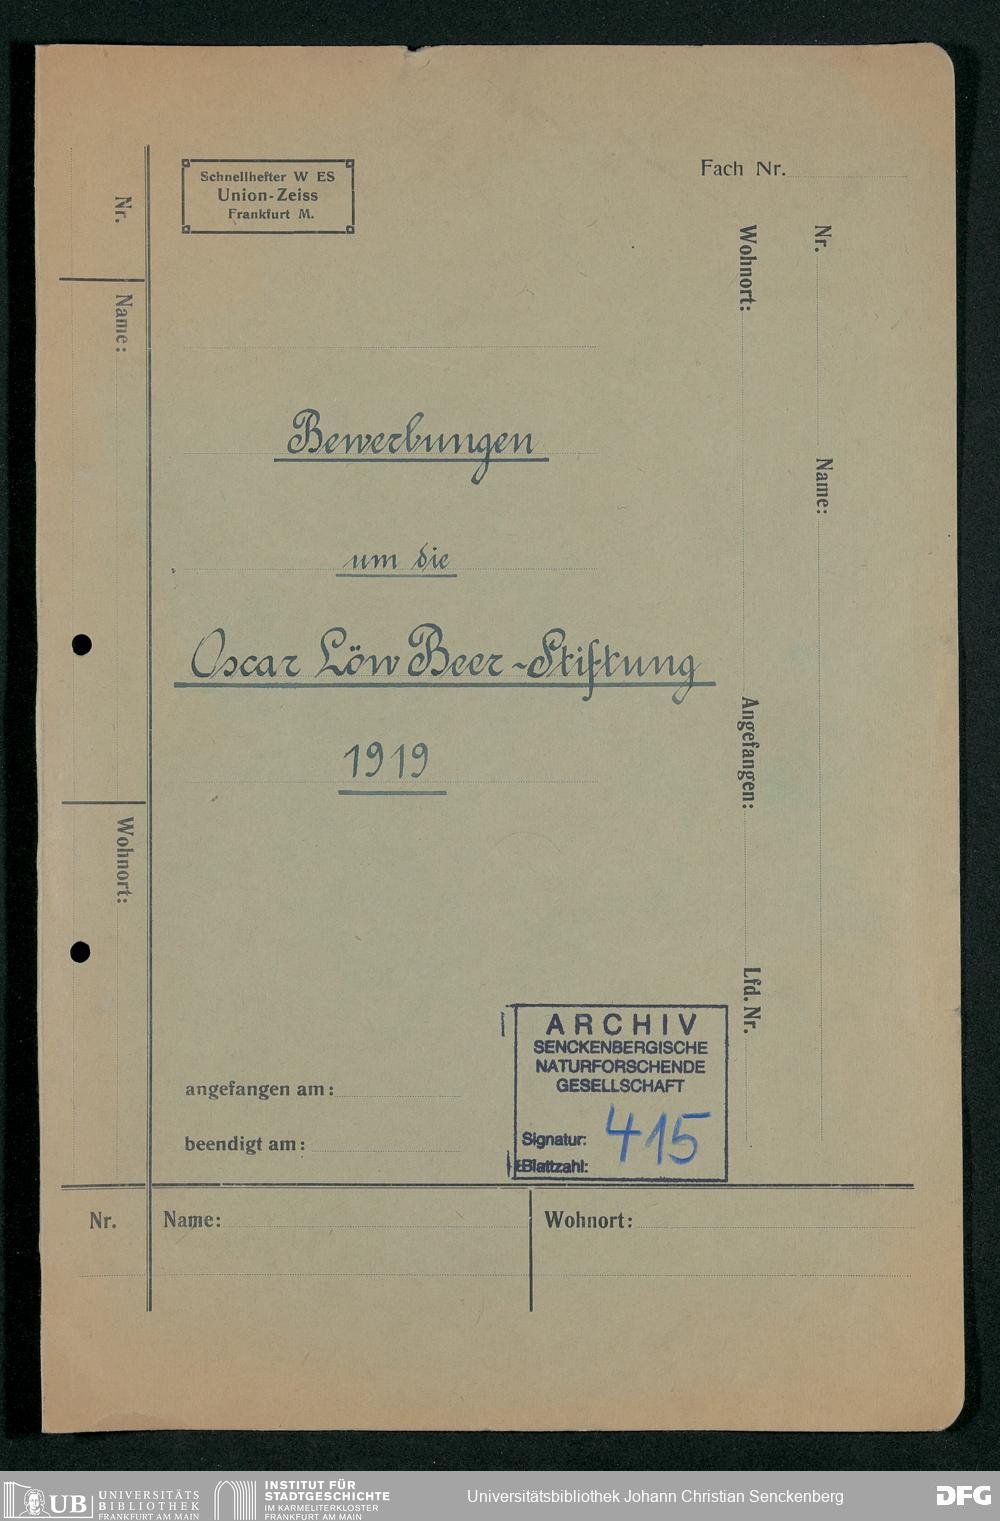 Schnellhefter W ES
Union-Zeiss
Frankfurt M.
Fach Nr.
Nr.
Name:
Wohnort:
Nr.
Name:
Wohnort:
Angefangen:
Lfd. Nr.
Bewerbungen
um die
Oscar Löw Beer-Stiftung
1919
angefangen am:
beendigt am:
ARCHIV
SENCKENBERGISCHE
NATURFORSCHENDE
GESELLSCHAFT
Signatur: 415
Blattzahl:
Nr. Name: Wohnort:
UB UNIVERSITÄTS
BIBLIOTHEK
FRANKFURT AM MAIN
INSTITUT FÜR
STADTGESCHICHTE
IM KARMELITERKLOSTER
FRANKFURT AM MAIN
Universitätsbibliothek Johann Christian Senckenberg
DFG